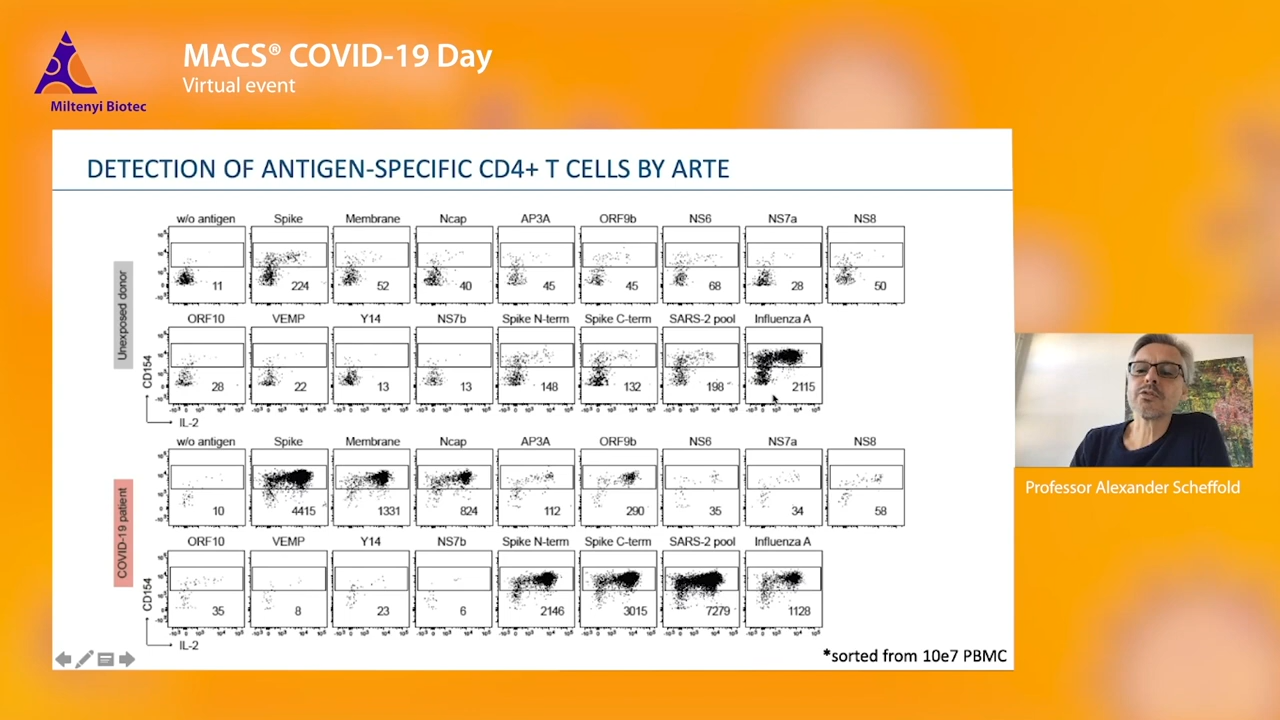 MACS® COVID-19 Day
Virtual event
Miltenyi Biotec
DETECTION OF ANTIGEN-SPECIFIC CD4+ T CELLS BY ARTE
Unexposed donor
w/o antigen Spike Membrane Ncap AP3A ORF9b NS6 NS7a NS8
11 224 52 40 45 45 68 28 50
ORF10 VEMP Y14 NS7b Spike N-term Spike C-term SARS-2 pool Influenza A
28 22 13 13 148 132 198 2115
CD154
IL-2
COVID-19 patient
w/o antigen Spike Membrane Ncap AP3A ORF9b NS6 NS7a NS8
10 4415 1331 824 112 290 35 34 58
ORF10 VEMP Y14 NS7b Spike N-term Spike C-term SARS-2 pool Influenza A
35 8 23 6 2146 3015 7279 1128
CD154
IL-2
*sorted from 10e7 PBMC
Professor Alexander Scheffold